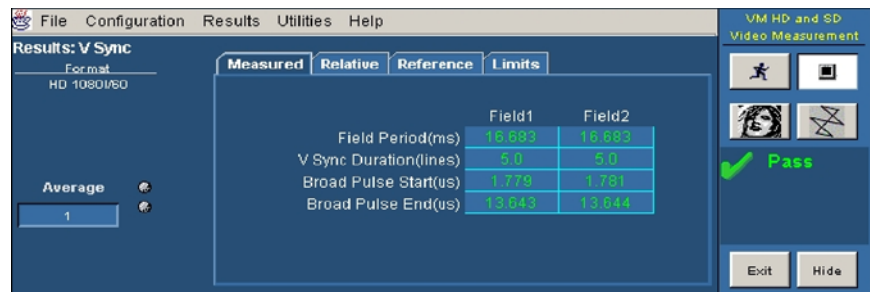 File Configuration Results Utilities Help
VM HD and SD
Video Measurement
Results: V Sync
Format
HD 1080I/60
Measured Relative Reference Limits
Field1 Field2
Field Period(ms) 16.683 16.683
V Sync Duration(lines) 5.0 5.0
Broad Pulse Start(us) 1.779 1.781
Broad Pulse End(us) 13.643 13.644
Average
1
Pass
Exit Hide